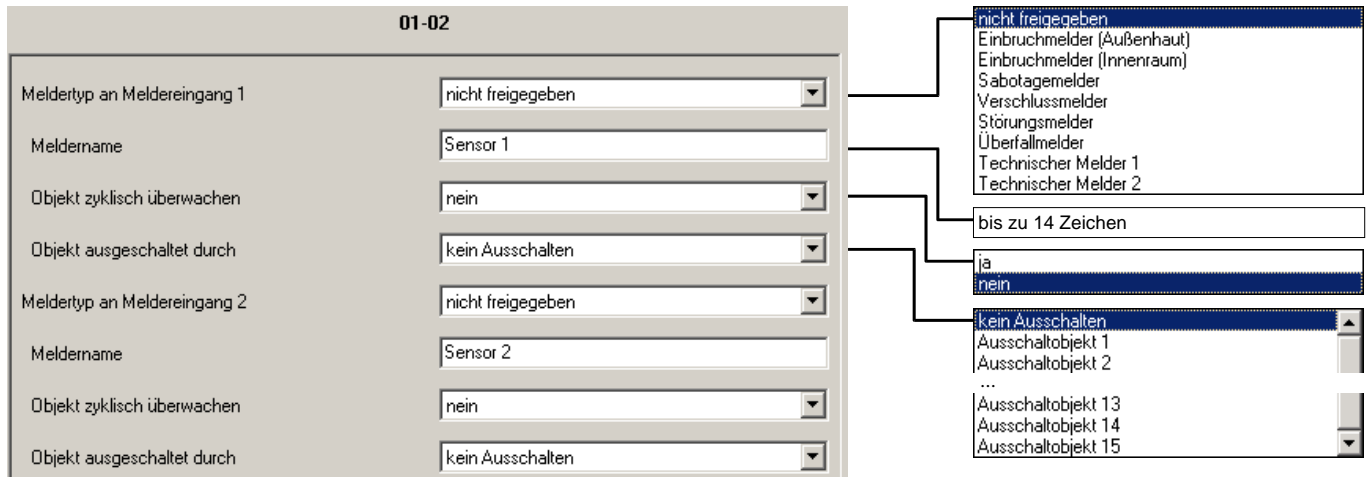 01-02
Meldertyp an Meldereingang 1
nicht freigegeben
Meldername
Sensor 1
Objekt zyklisch überwachen
nein
Objekt ausgeschaltet durch
kein Ausschalten
Meldertyp an Meldereingang 2
nicht freigegeben
Meldername
Sensor 2
Objekt zyklisch überwachen
nein
Objekt ausgeschaltet durch
kein Ausschalten
nicht freigegeben
Einbruchmelder (Außenhaut)
Einbruchmelder (Innenraum)
Sabotagemelder
Verschlussmelder
Störungsmelder
Überfallmelder
Technischer Melder 1
Technischer Melder 2
bis zu 14 Zeichen
ja
nein
kein Ausschalten
Ausschaltobjekt 1
Ausschaltobjekt 2
...
Ausschaltobjekt 13
Ausschaltobjekt 14
Ausschaltobjekt 15